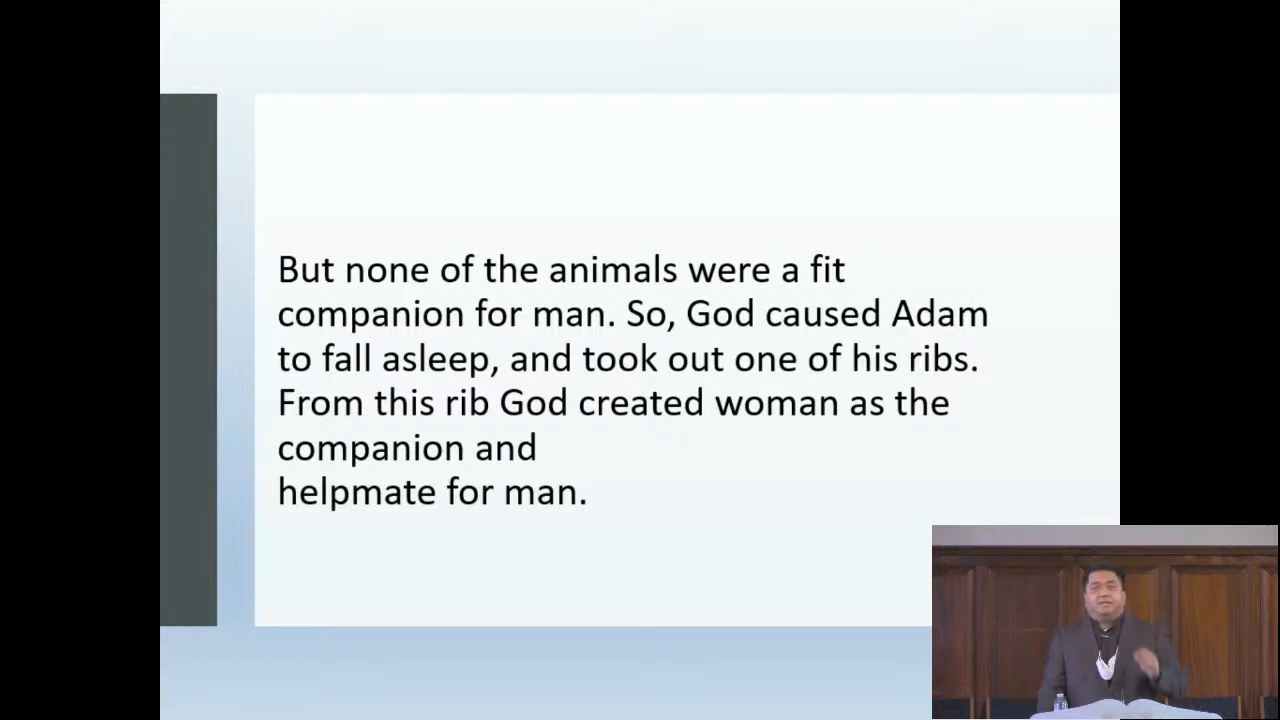 But none of the animals were a fit
companion for man. So, God caused Adam
to fall asleep, and took out one of his ribs.
From this rib God created woman as the
companion and
helpmate for man.